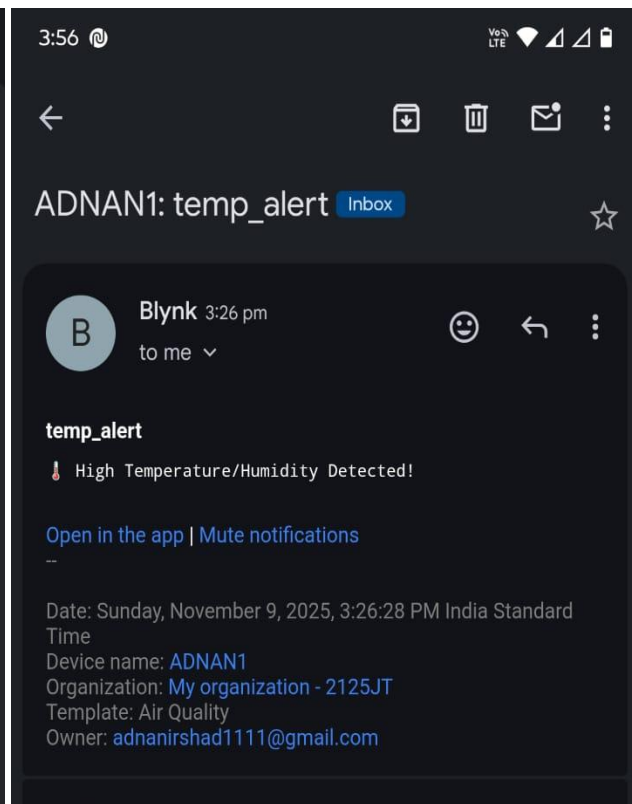 3:56
Vo)) LTE
ADNAN1: temp_alert Inbox
B
Blynk 3:26 pm
to me
temp_alert
🌡 High Temperature/Humidity Detected!
Open in the app | Mute notifications
--
Date: Sunday, November 9, 2025, 3:26:28 PM India Standard
Time
Device name: ADNAN1
Organization: My organization - 2125JT
Template: Air Quality
Owner: adnanirshad1111@gmail.com